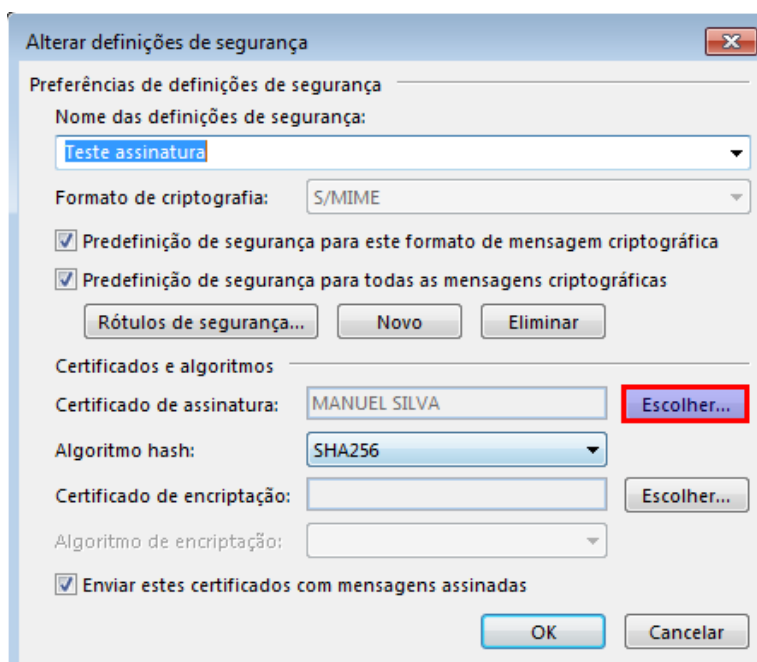 Alterar definições de segurança
Preferências de definições de segurança
Nome das definições de segurança:
Teste assinatura
Formato de criptografia: S/MIME
Predefinição de segurança para este formato de mensagem criptográfica
Predefinição de segurança para todas as mensagens criptográficas
Rótulos de segurança... Novo Eliminar
Certificados e algoritmos
Certificado de assinatura: MANUEL SILVA Escolher...
Algoritmo hash: SHA256
Certificado de encriptação: Escolher...
Algoritmo de encriptação:
Enviar estes certificados com mensagens assinadas
OK Cancelar